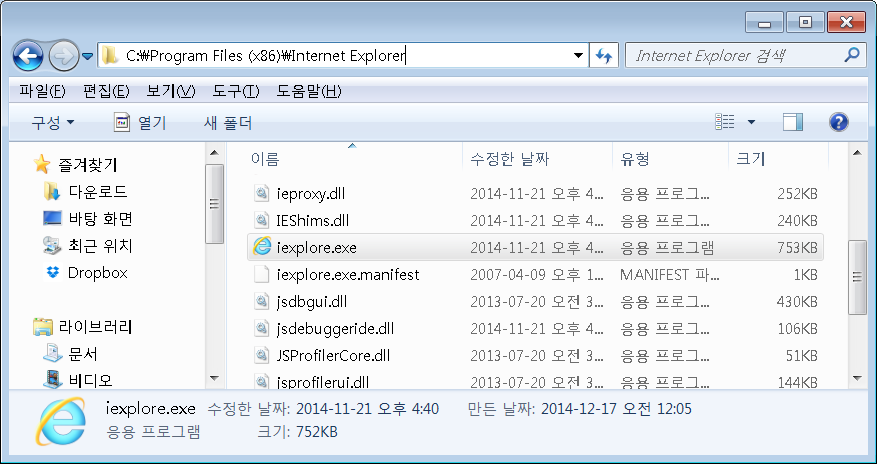 C:₩Program Files (x86)₩Internet Explorer
Internet Explorer 검색
파일(F) 편집(E) 보기(V) 도구(T) 도움말(H)
구성 열기 새 폴더
즐겨찾기
다운로드
바탕 화면
최근 위치
Dropbox
라이브러리
문서
비디오
이름 수정한 날짜 유형 크기
ieproxy.dll 2014-11-21 오후 4... 응용 프로그... 252KB
IEShims.dll 2014-11-21 오후 4... 응용 프로그... 240KB
iexplore.exe 2014-11-21 오후 4... 응용 프로그램 753KB
iexplore.exe.manifest 2007-04-09 오후 1... MANIFEST 파... 1KB
jsdbgui.dll 2013-07-20 오전 3... 응용 프로그... 430KB
jsdebuggeride.dll 2014-11-21 오후 4... 응용 프로그... 106KB
JSProfilerCore.dll 2013-07-20 오전 3... 응용 프로그... 51KB
jsprofilerui.dll 2013-07-20 오전 3... 응용 프로그... 144KB
iexplore.exe 수정한 날짜: 2014-11-21 오후 4:40 만든 날짜: 2014-12-17 오전 12:05
응용 프로그램 크기: 752KB